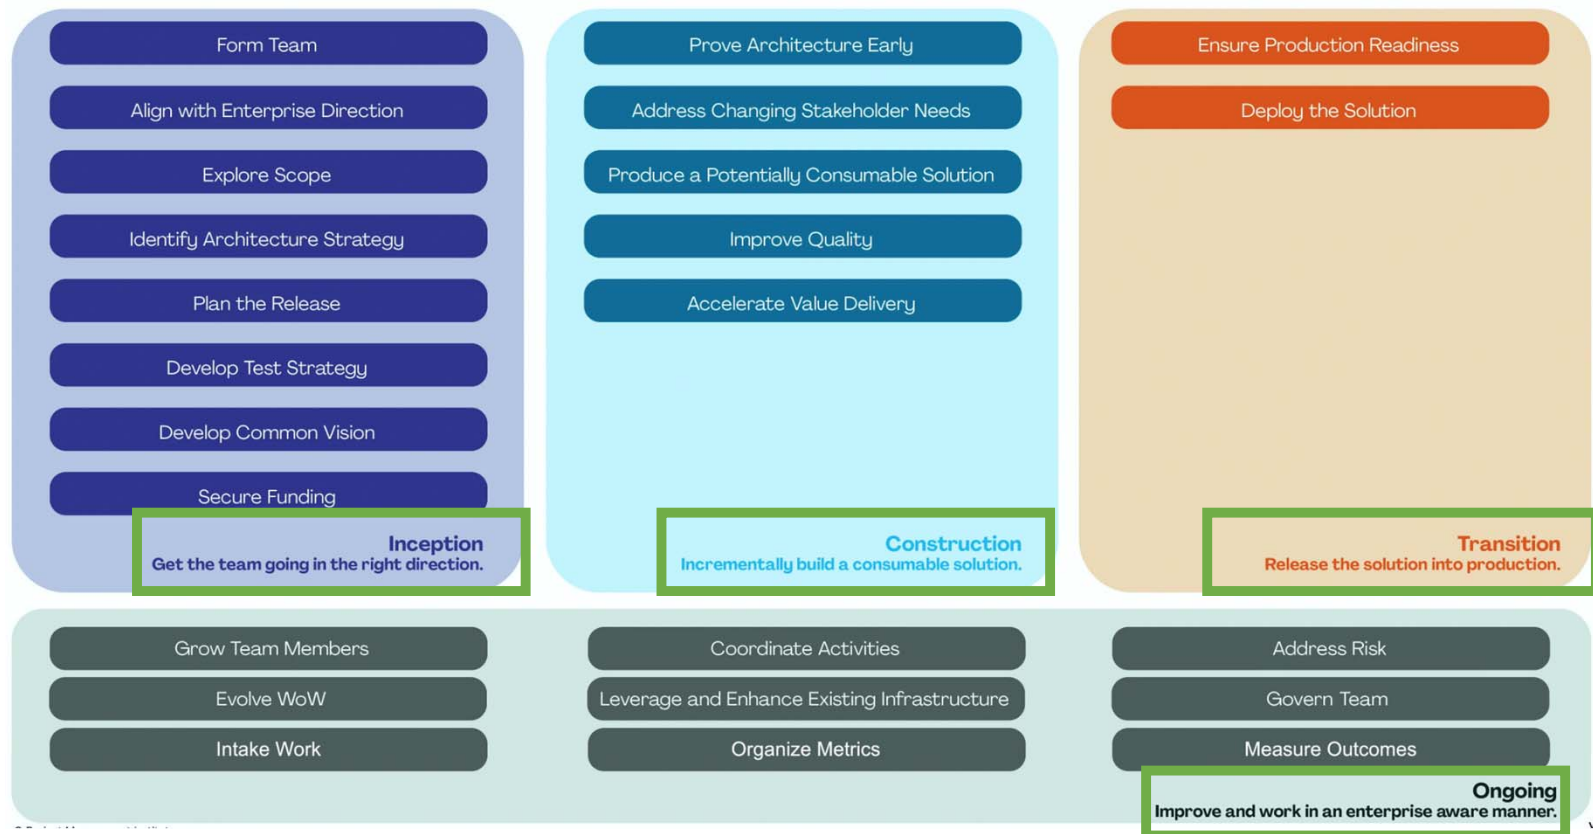 Form Team
Align with Enterprise Direction
Explore Scope
Identify Architecture Strategy
Plan the Release
Develop Test Strategy
Develop Common Vision
Secure Funding
Inception
Get the team going in the right direction.
Prove Architecture Early
Address Changing Stakeholder Needs
Produce a Potentially Consumable Solution
Improve Quality
Accelerate Value Delivery
Construction
Incrementally build a consumable solution.
Ensure Production Readiness
Deploy the Solution
Transition
Release the solution into production.
Grow Team Members
Evolve WoW
Intake Work
Coordinate Activities
Leverage and Enhance Existing Infrastructure
Organize Metrics
Address Risk
Govern Team
Measure Outcomes
Ongoing
Improve and work in an enterprise aware manner.